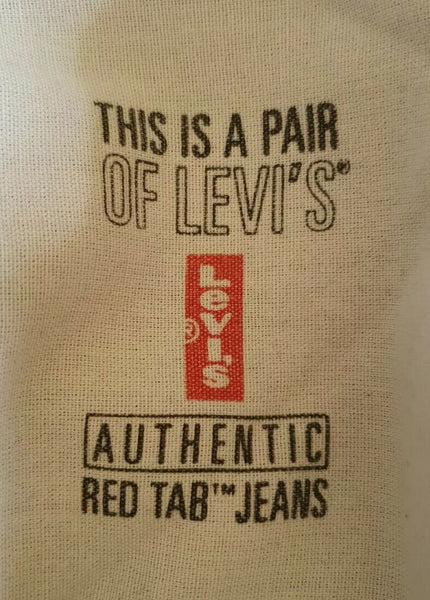 THIS IS A PAIR
OF LEVI'S®
Levi's
®
AUTHENTIC
RED TAB™ JEANS